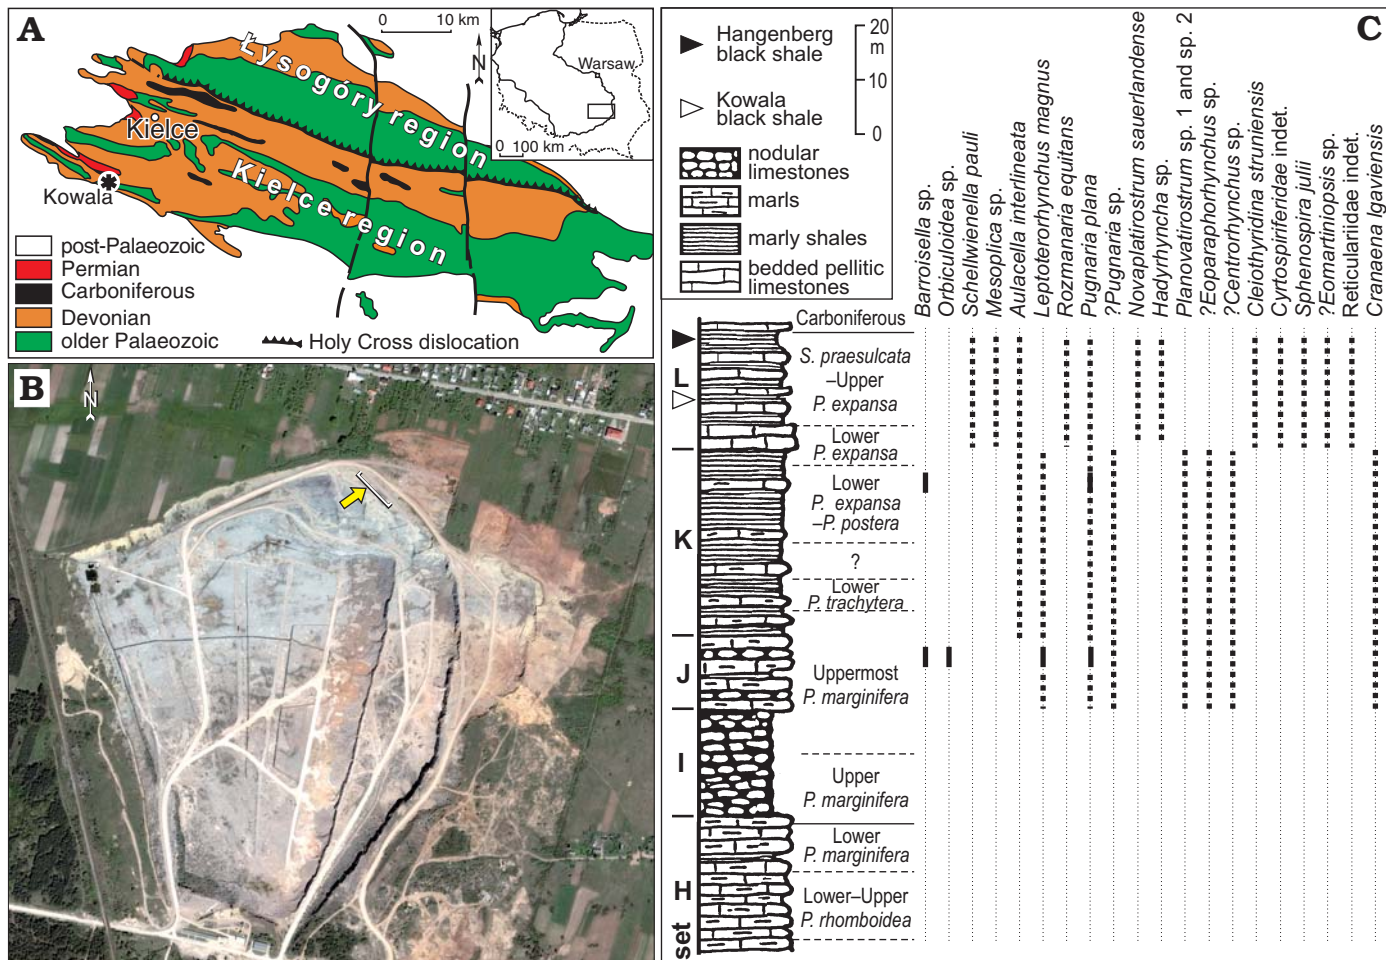 A
0 10 km
N
Warsaw
0 100 km
Łysogóry region
Kielce
Kielce region
Kowala
post-Palaeozoic
Permian
Carboniferous
Devonian
older Palaeozoic
Holy Cross dislocation
B
N
C
Hangenberg
black shale
Kowala
black shale
nodular
limestones
marls
marly shales
bedded pellitic
limestones
20
m
10
0
Barroisella sp.
Orbiculoidea sp.
Schellwienella pauli
Mesoplica sp.
Aulacella interlineata
Leptoterorhynchus magnus
Rozmanaria equitans
Pugnaria plana
?Pugnaria sp.
Novaplatirostrum sauerlandense
Hadyrhyncha sp.
Planovatirostrum sp. 1 and sp. 2
?Eoparaphorhynchus sp.
?Centrorhynchus sp.
Cleiothyridina struniensis
Cyrtospiriferidae indet.
Sphenospira julii
?Eomartiniopsis sp.
Reticulariidae indet.
Cranaena lgaviensis
Carboniferous
S. praesulcata
–Upper
P. expansa
Lower
P. expansa
Lower
P. expansa
–P. postera
?
Lower
P. trachytera
Uppermost
P. marginifera
Upper
P. marginifera
Lower
P. marginifera
Lower–Upper
P. rhomboidea
L
K
J
I
H
set